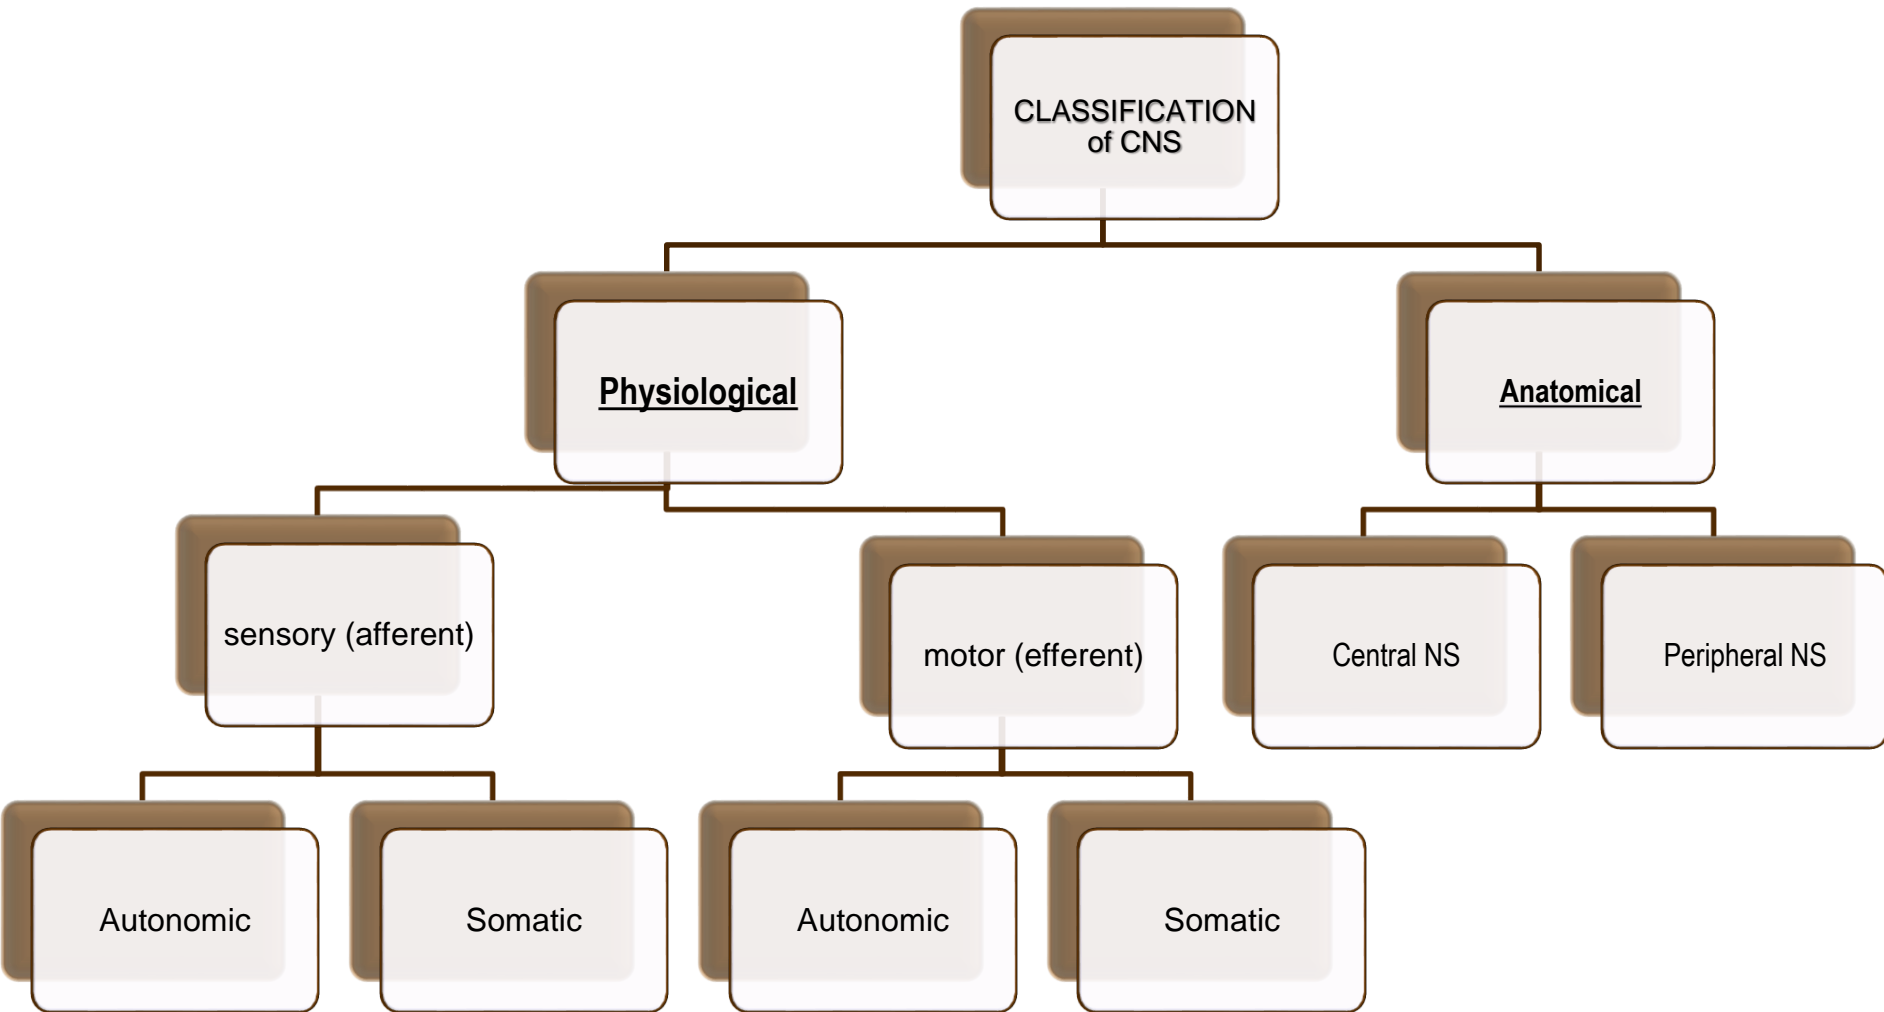 CLASSIFICATION
of CNS
Physiological
Anatomical
sensory (afferent)
motor (efferent)
Central NS
Peripheral NS
Autonomic
Somatic
Autonomic
Somatic